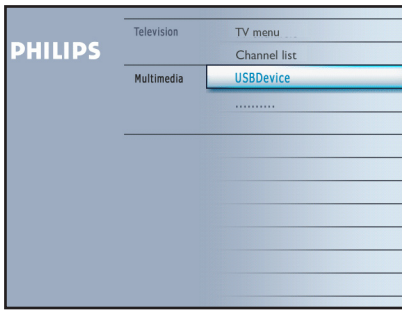 Television TV menu
PHILIPS
Channel list
Multimedia USBDevice
..........